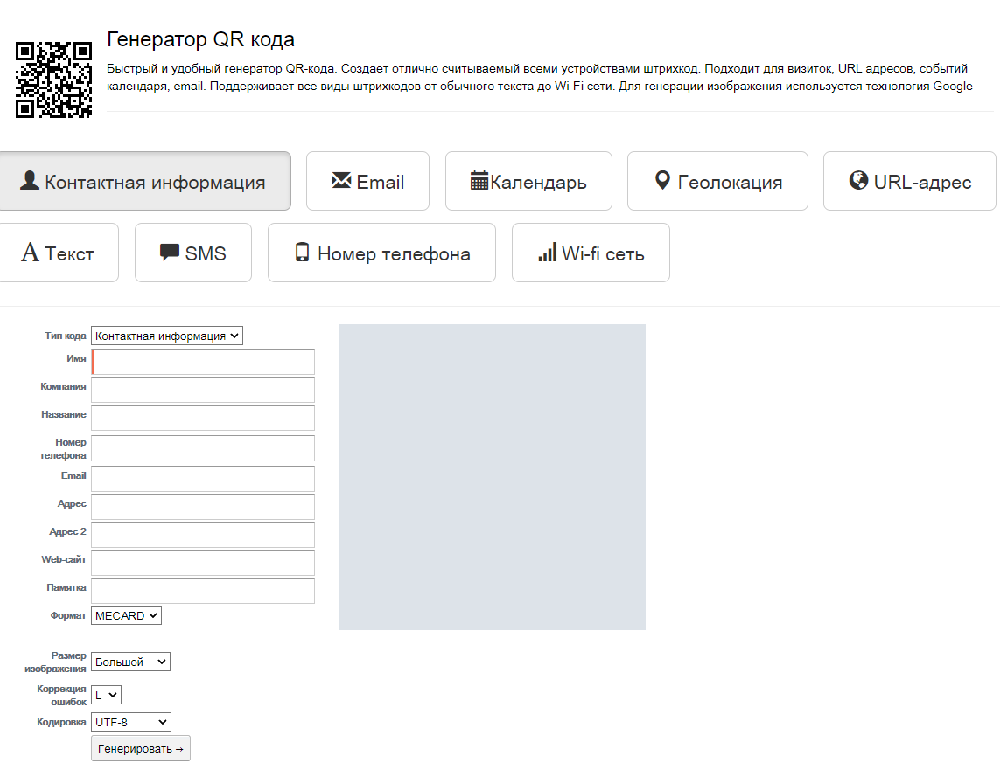 Генератор QR кода
Быстрый и удобный генератор QR-кода. Создает отлично считываемый всеми устройствами штрихкод. Подходит для визиток, URL адресов, событий
календаря, email. Поддерживает все виды штрихкодов от обычного текста до Wi-Fi сети. Для генерации изображения используется технология Google
Контактная информация Email Календарь Геолокация URL-адрес
Текст SMS Номер телефона Wi-fi сеть
Тип кода Контактная информация
Имя
Компания
Название
Номер
телефона
Email
Адрес
Адрес 2
Web-сайт
Памятка
Формат MECARD
Размер
изображения Большой
Коррекция
ошибок L
Кодировка UTF-8
Генерировать →